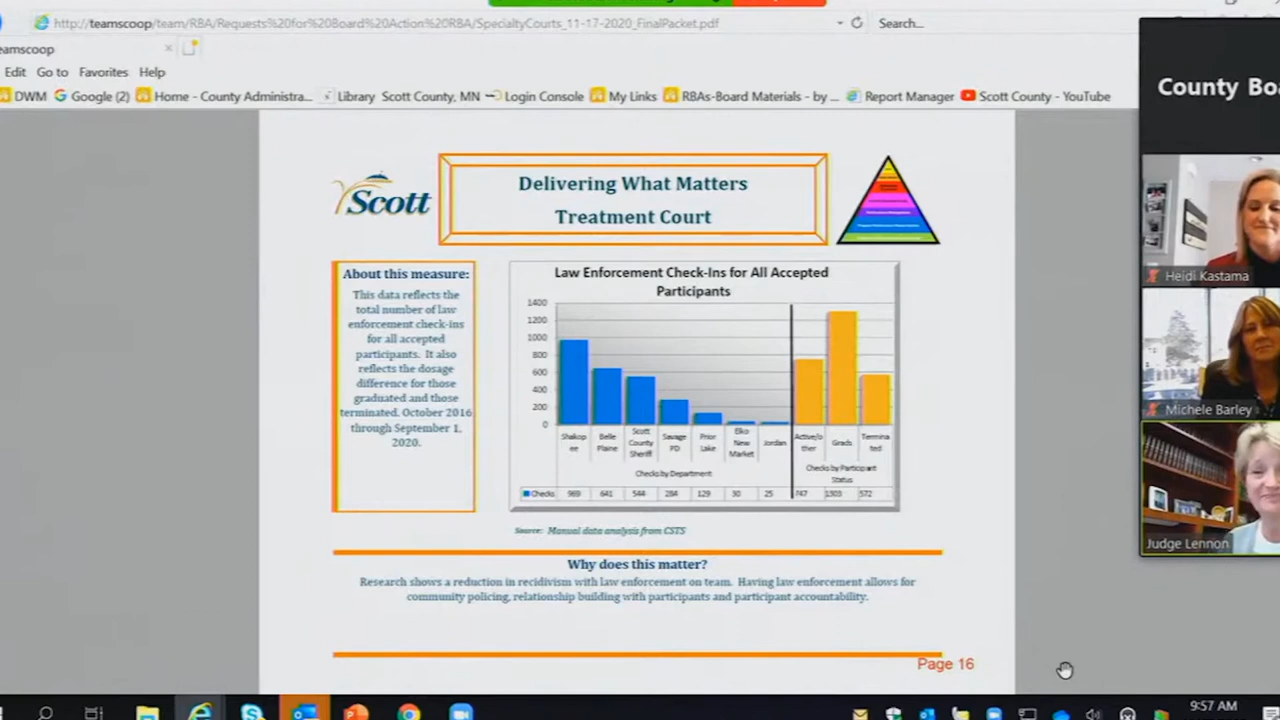 http://teamscoop/team/RBA/Requests%20for%20Board%20Action%20RBA/SpecialtyCourts_11-17-2020_FinalPacket.pdf
Search...
eamscoop
Edit Go to Favorites Help
DWM Google (2) Home - County Administra... Library Scott County, MN Login Console My Links RBAs-Board Materials - by ... Report Manager Scott County - YouTube
County Boa
Scott
Delivering What Matters
Treatment Court
About this measure:
This data reflects the
total number of law
enforcement check-ins
for all accepted
participants. It also
reflects the dosage
difference for those
graduated and those
terminated. October 2016
through September 1,
2020.
Law Enforcement Check-Ins for All Accepted
Participants
1400
1200
1000
800
600
400
200
0
Shakop
ee
Belle
Plaine
Scott
County
Sheriff
Savage
PD
Prior
Lake
Elko
New
Market
Jordan
Active/o
ther
Grads
Termina
ted
Checks by Department
Checks by Participant
Status
Checks 969 641 544 284 129 30 25 747 1303 572
Source: Manual data analysis from CSTS
Why does this matter?
Research shows a reduction in recidivism with law enforcement on team. Having law enforcement allows for
community policing, relationship building with participants and participant accountability.
Page 16
Heidi Kastama
Michele Barley
Judge Lennon
9:57 AM